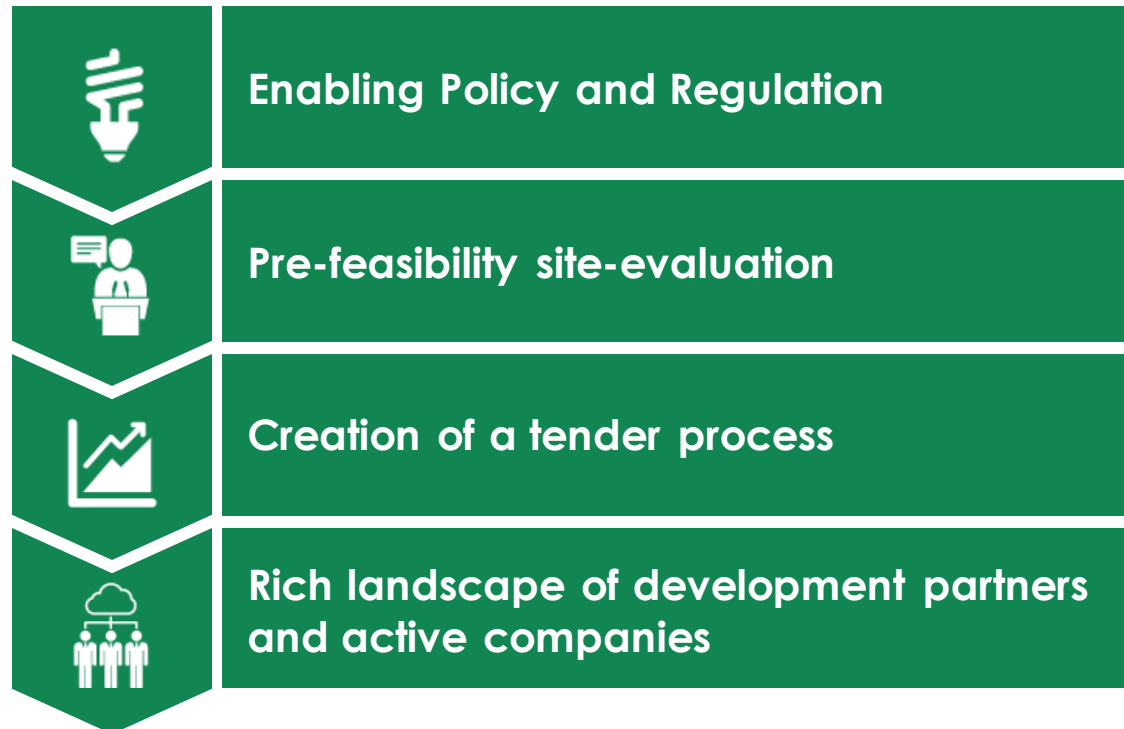 Enabling Policy and Regulation
Pre-feasibility site-evaluation
Creation of a tender process
Rich landscape of development partners
and active companies